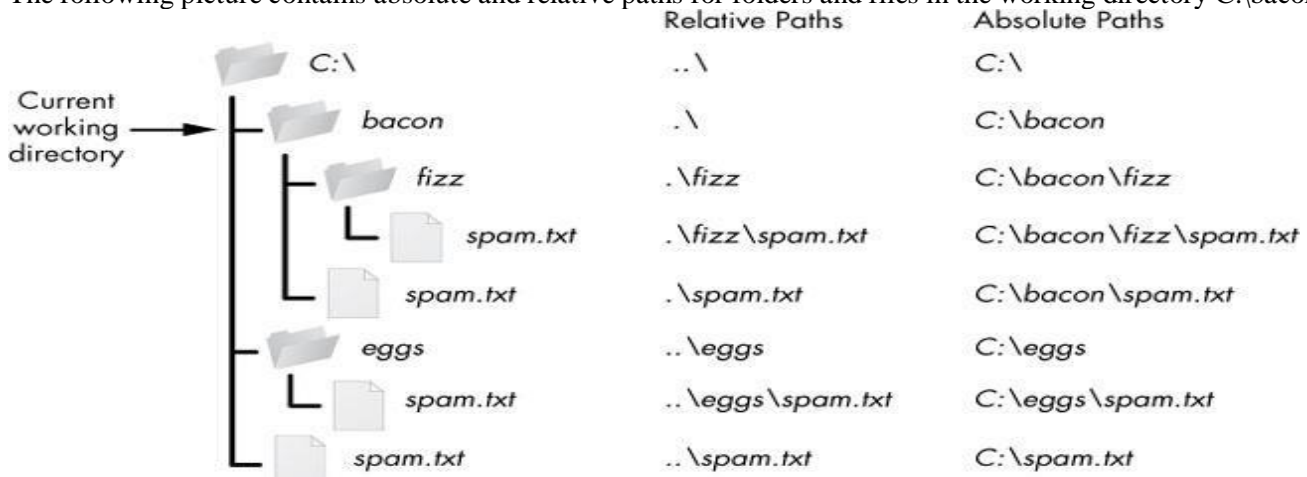 The following picture contains absolute and relative paths for folders and files in the working directory C:\bacon
Relative Paths Absolute Paths
C:\ ..\ C:\
Current working directory
bacon .\ C:\bacon
fizz .\fizz C:\bacon\fizz
spam.txt .\fizz\spam.txt C:\bacon\fizz\spam.txt
spam.txt .\spam.txt C:\bacon\spam.txt
eggs ..\eggs C:\eggs
spam.txt ..\eggs\spam.txt C:\eggs\spam.txt
spam.txt ..\spam.txt C:\spam.txt